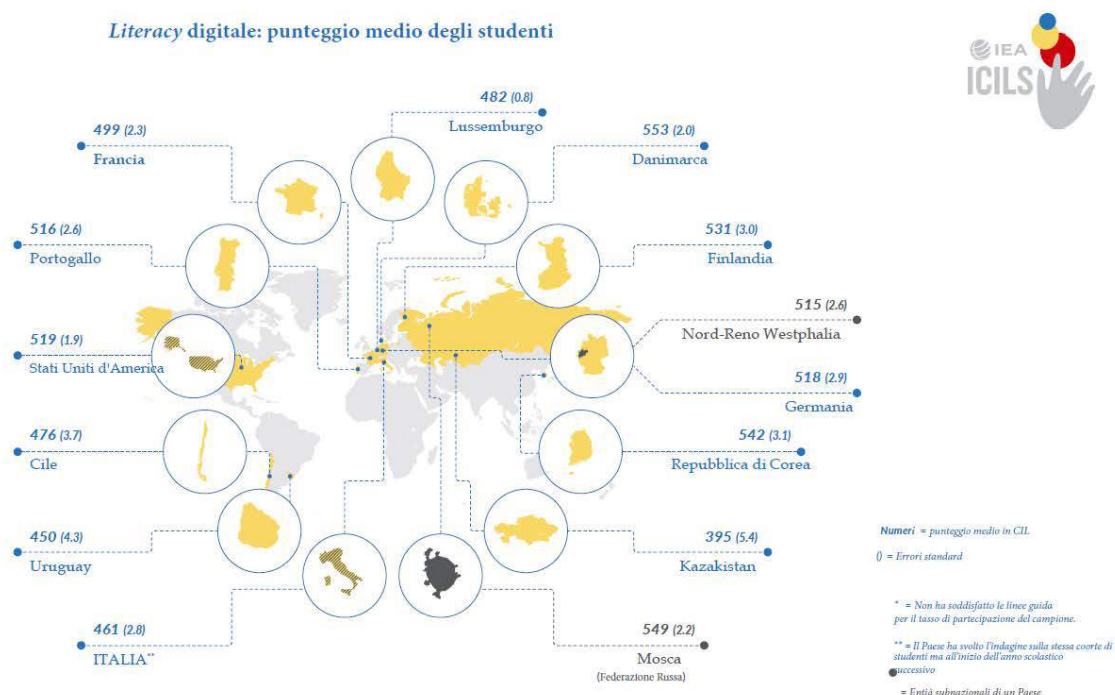 Literacy digitale: punteggio medio degli studenti
IEA
ICILS
482 (0.8)
Lussemburgo
499 (2.3)
Francia
553 (2.0)
Danimarca
516 (2.6)
Portogallo
531 (3.0)
Finlandia
515 (2.6)
Nord-Reno Westphalia
519 (1.9)
Stati Uniti d'America
518 (2.9)
Germania
476 (3.7)
Cile
542 (3.1)
Repubblica di Corea
450 (4.3)
Uruguay
395 (5.4)
Kazakistan
461 (2.8)
ITALIA**
549 (2.2)
Mosca
(Federazione Russa)
Numeri = punteggio medio in CIL
() = Errori standard
* = Non ha soddisfatto le linee guida
per il tasso di partecipazione del campione.
** = Il Paese ha svolto l'indagine sulla stessa coorte di
studenti ma all'inizio dell'anno scolastico
successivo
= Entià subnazionali di un Paese